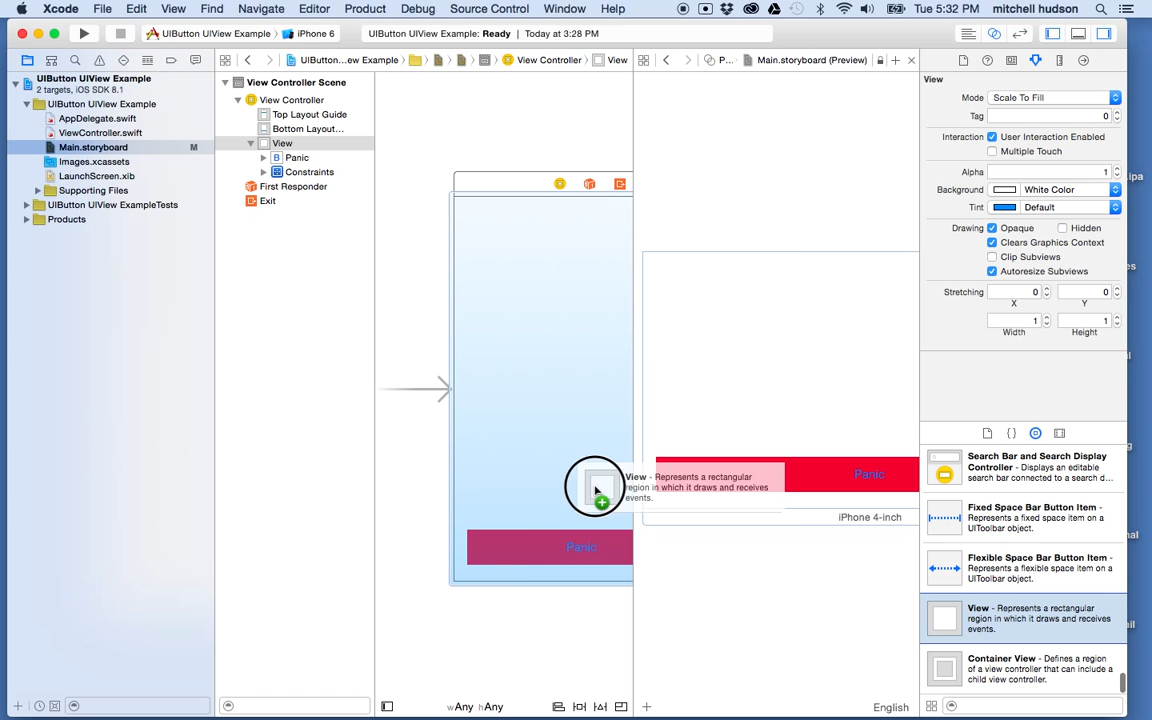 Xcode File Edit View Find Navigate Editor Product Debug Source Control Window Help Tue 5:32 PM mitchell hudson
UIButton UIView Example iPhone 6 UIButton UIView Example: Ready Today at 3:28 PM
UIButton UIView Example
2 targets, iOS SDK 8.1
UIButton UIView Example
AppDelegate.swift
ViewController.swift
Main.storyboard M
Images.xcassets
LaunchScreen.xib
Supporting Files
UIButton UIView ExampleTests
Products
UIButton...ew Example View Controller View
View Controller Scene
View Controller
Top Layout Guide
Bottom Layout...
View
B Panic
Constraints
First Responder
Exit
P... Main.storyboard (Preview)
Panic
Panic
View - Represents a rectangular
region in which it draws and receives
events.
iPhone 4-inch
wAny hAny
English
View
Mode Scale To Fill
Tag 0
Interaction User Interaction Enabled
Multiple Touch
Alpha 1
Background White Color
Tint Default
Drawing Opaque Hidden
Clears Graphics Context
Clip Subviews
Autoresize Subviews
Stretching 0 0
X Y
1 1
Width Height
Search Bar and Search Display
Controller - Displays an editable
search bar connected to a search d...
Fixed Space Bar Button Item -
Represents a fixed space item on a
UIToolbar object.
Flexible Space Bar Button Item -
Represents a flexible space item on a
UIToolbar object.
View - Represents a rectangular
region in which it draws and receives
events.
Container View - Defines a region
of a view controller that can include a
child view controller.